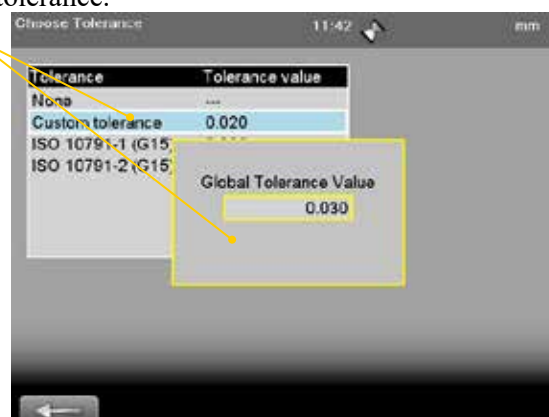 tolerance.
Choose Tolerance 11:42 mm
Tolerance Tolerance value
None ---
Custom tolerance 0.020
ISO 10791-1 (G15)
ISO 10791-2 (G15)
Global Tolerance Value
0.030